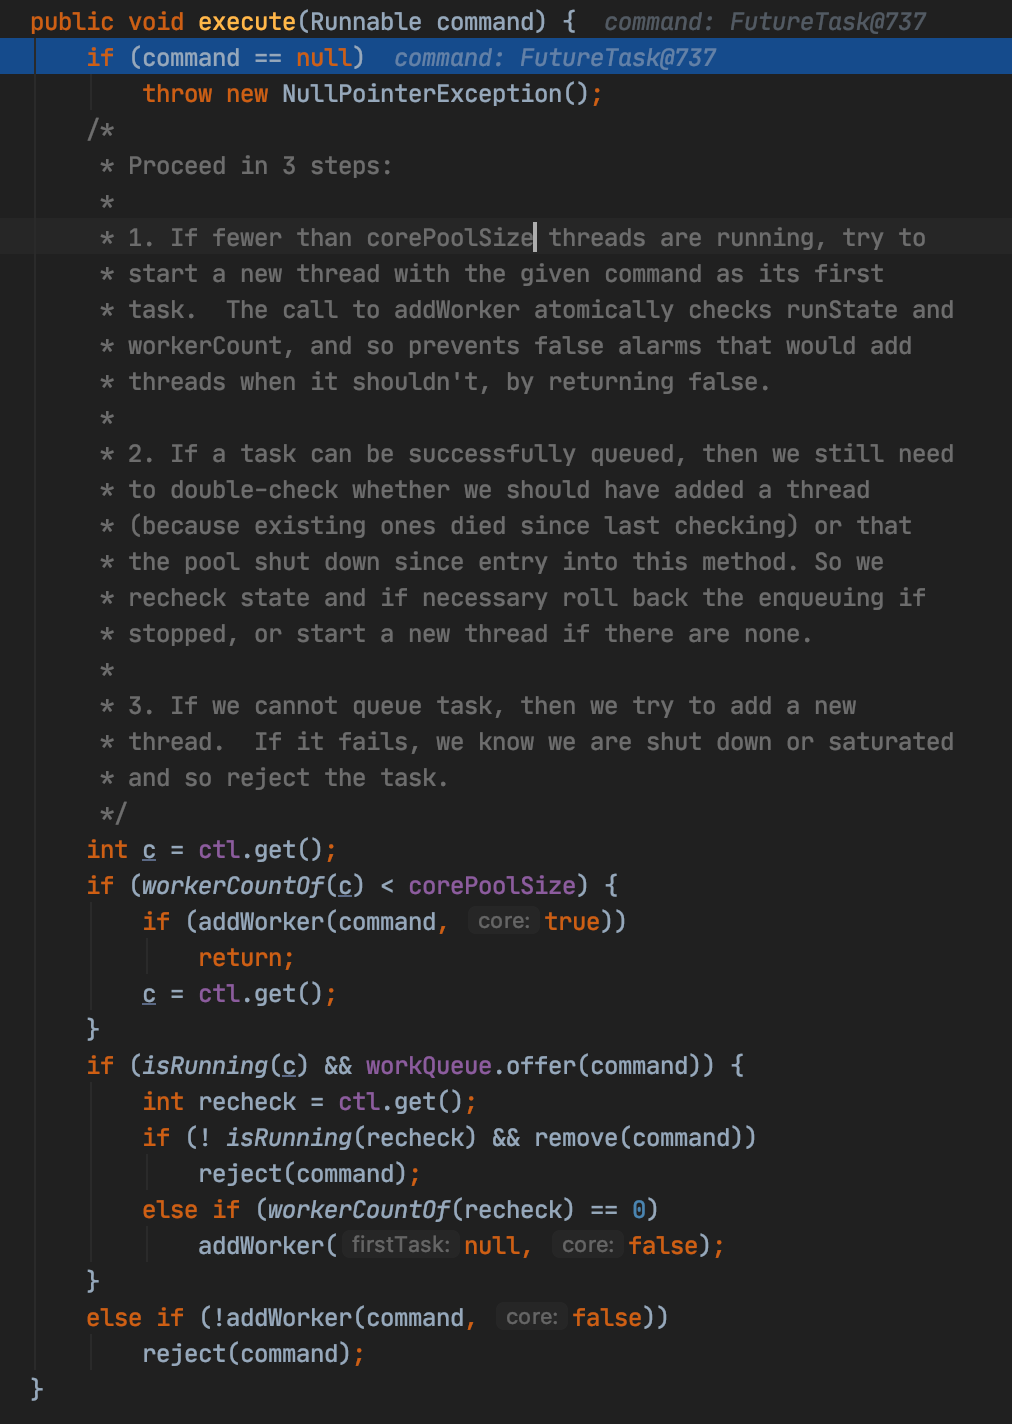 public void execute(Runnable command) {  command: FutureTask@737
    if (command == null)  command: FutureTask@737
        throw new NullPointerException();
    /*
     * Proceed in 3 steps:
     *
     * 1. If fewer than corePoolSize threads are running, try to
     * start a new thread with the given command as its first
     * task.  The call to addWorker atomically checks runState and
     * workerCount, and so prevents false alarms that would add
     * threads when it shouldn't, by returning false.
     *
     * 2. If a task can be successfully queued, then we still need
     * to double-check whether we should have added a thread
     * (because existing ones died since last checking) or that
     * the pool shut down since entry into this method. So we
     * recheck state and if necessary roll back the enqueuing if
     * stopped, or start a new thread if there are none.
     *
     * 3. If we cannot queue task, then we try to add a new
     * thread.  If it fails, we know we are shut down or saturated
     * and so reject the task.
     */
    int c = ctl.get();
    if (workerCountOf(c) < corePoolSize) {
        if (addWorker(command, core: true))
            return;
        c = ctl.get();
    }
    if (isRunning(c) && workQueue.offer(command)) {
        int recheck = ctl.get();
        if (! isRunning(recheck) && remove(command))
            reject(command);
        else if (workerCountOf(recheck) == 0)
            addWorker( firstTask: null, core: false);
    }
    else if (!addWorker(command, core: false))
        reject(command);
}